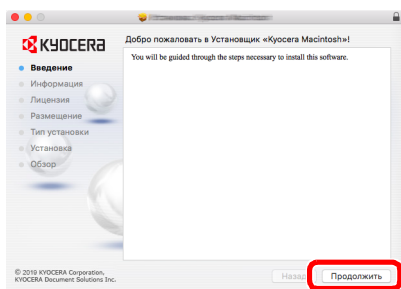 KYOCERA
Добро пожаловать в Установщик «Kyocera Macintosh»!
Введение
Информация
Лицензия
Размещение
Тип установки
Установка
Обзор
You will be guided through the steps necessary to install this software.
© 2019 KYOCERA Corporation,
KYOCERA Document Solutions Inc.
Назад
Продолжить